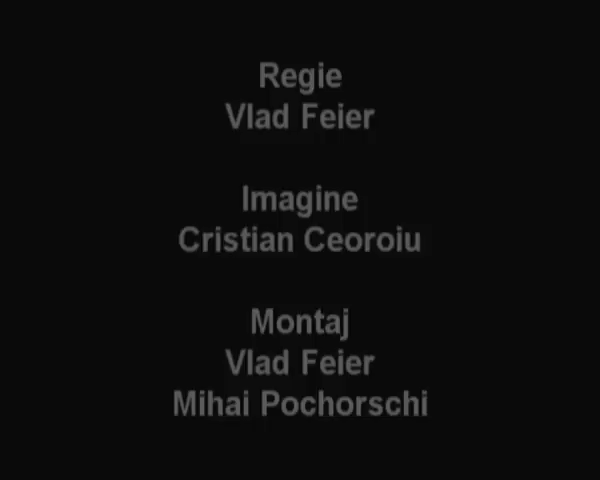 Regie
Vlad Feier
Imagine
Cristian Ceoroiu
Montaj
Vlad Feier
Mihai Pochorschi